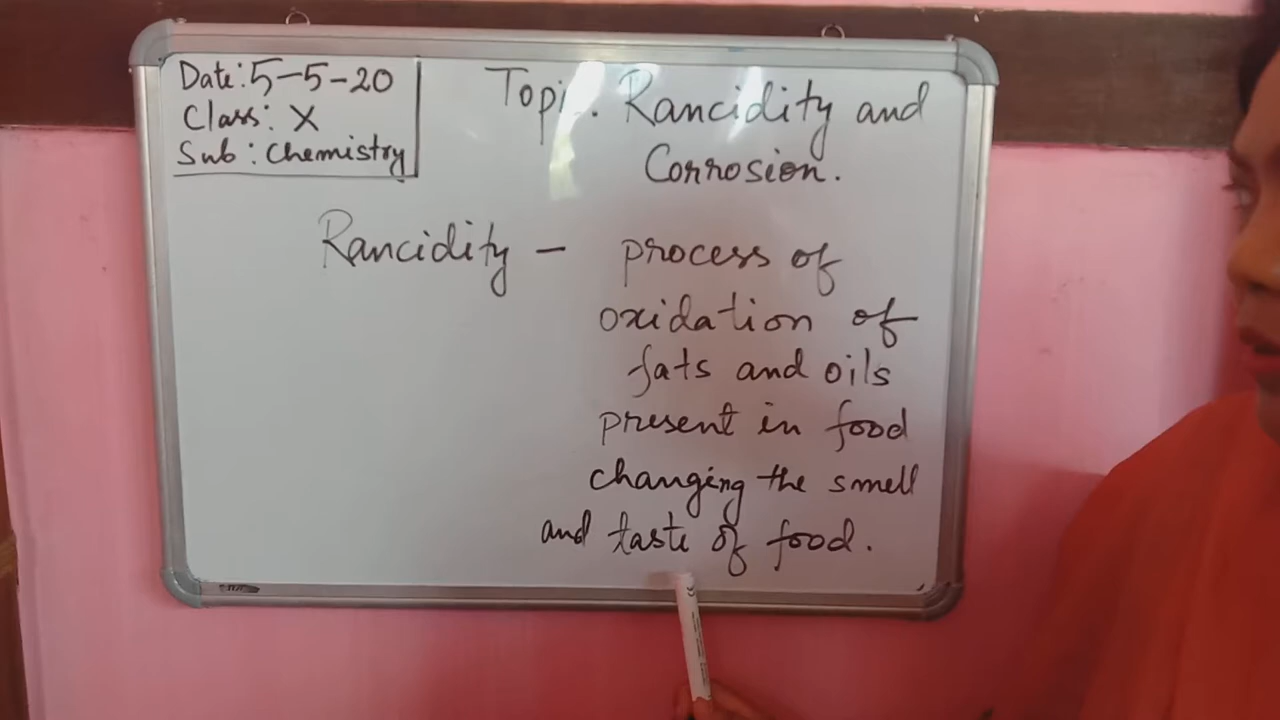 Date: 5-5-20
Class: X
Sub: Chemistry
Topi. Rancidity and
Corrosion.
Rancidity - process of
oxidation of
fats and oils
present in food
changing the smell
and taste of food.